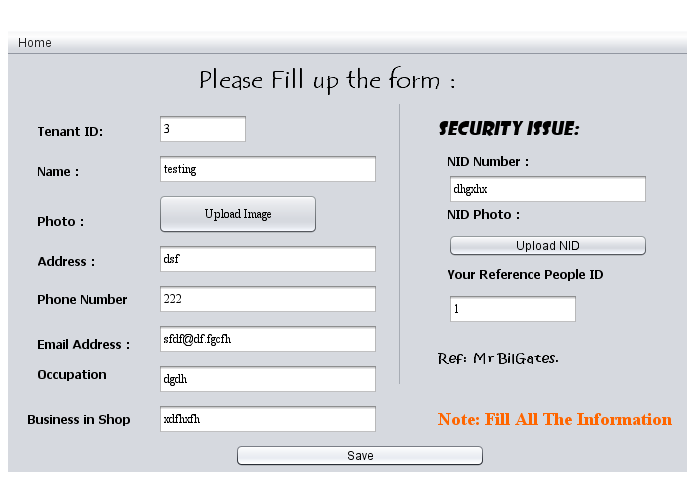 Home
Please Fill up the form :
Tenant ID:
3
Name :
testing
Photo :
Upload Image
Address :
dsf
Phone Number
222
Email Address :
sfdf@df.fgcfh
Occupation
dgdh
Business in Shop
xdfhxfh
SECURITY ISSUE:
NID Number :
dhgxhx
NID Photo :
Upload NID
Your Reference People ID
1
Ref: Mr BilGates.
Note: Fill All The Information
Save